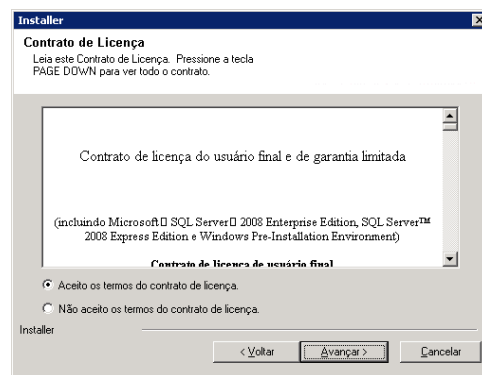 Installer
Contrato de Licença
Leia este Contrato de Licença. Pressione a tecla
PAGE DOWN para ver todo o contrato.
Contrato de licença do usuário final e de garantia limitada
(incluindo Microsoft▯ SQL Server▯ 2008 Enterprise Edition, SQL Server™
2008 Express Edition e Windows Pre-Installation Environment)
Contrato de licença de usuário final
Aceito os termos do contrato de licença.
Não aceito os termos do contrato de licença.
Installer
< Voltar
Avançar >
Cancelar